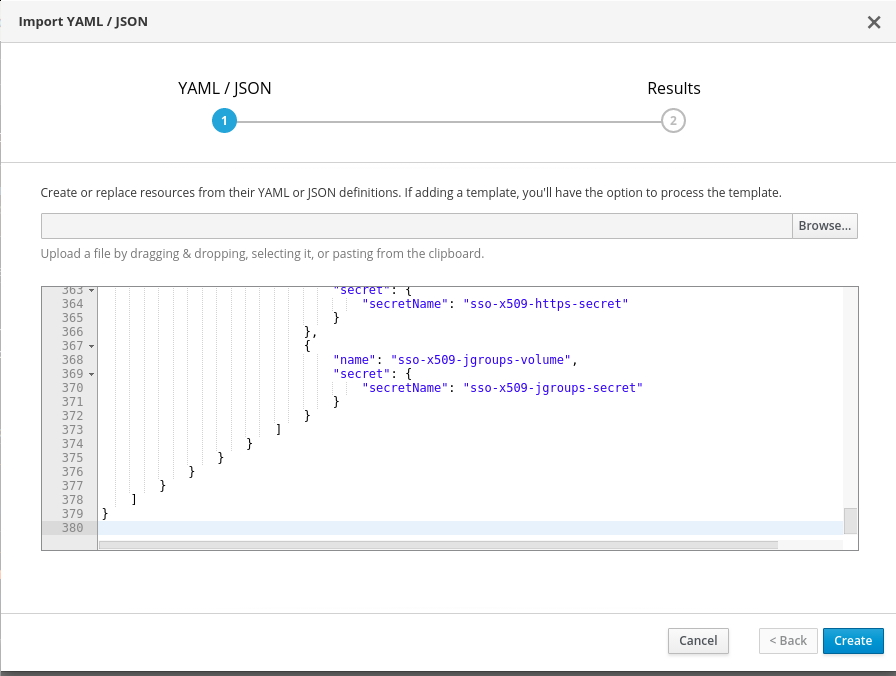 Import YAML / JSON
YAML / JSON
Results
1
2
Create or replace resources from their YAML or JSON definitions. If adding a template, you'll have the option to process the template.
Browse...
Upload a file by dragging & dropping, selecting it, or pasting from the clipboard.
363 "secret": {
364 "secretName": "sso-x509-https-secret"
365 }
366 },
367 {
368 "name": "sso-x509-jgroups-volume",
369 "secret": {
370 "secretName": "sso-x509-jgroups-secret"
371 }
372 }
373 ]
374 }
375 }
376 }
377 }
378 ]
379 }
380
Cancel
< Back
Create